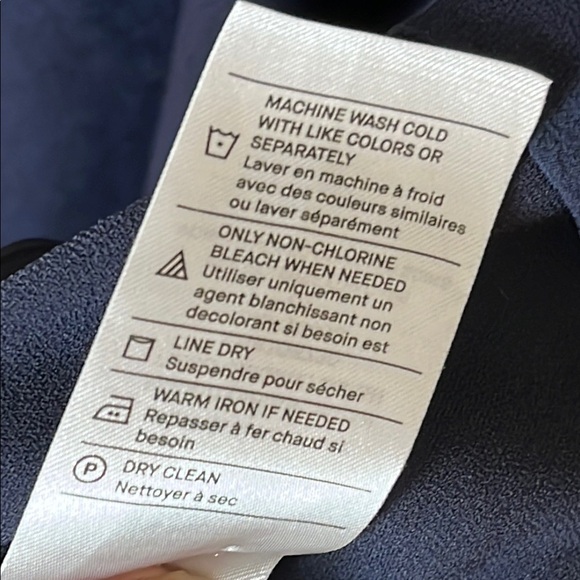 MACHINE WASH COLD
WITH LIKE COLORS OR
SEPARATELY
Laver en machine à froid
avec des couleurs similaires
ou laver séparément
ONLY NON-CHLORINE
BLEACH WHEN NEEDED
Utiliser uniquement un
agent blanchissant non
decolorant si besoin est
LINE DRY
Suspendre pour sécher
WARM IRON IF NEEDED
Repasser à fer chaud si
besoin
P
DRY CLEAN
Nettoyer à sec